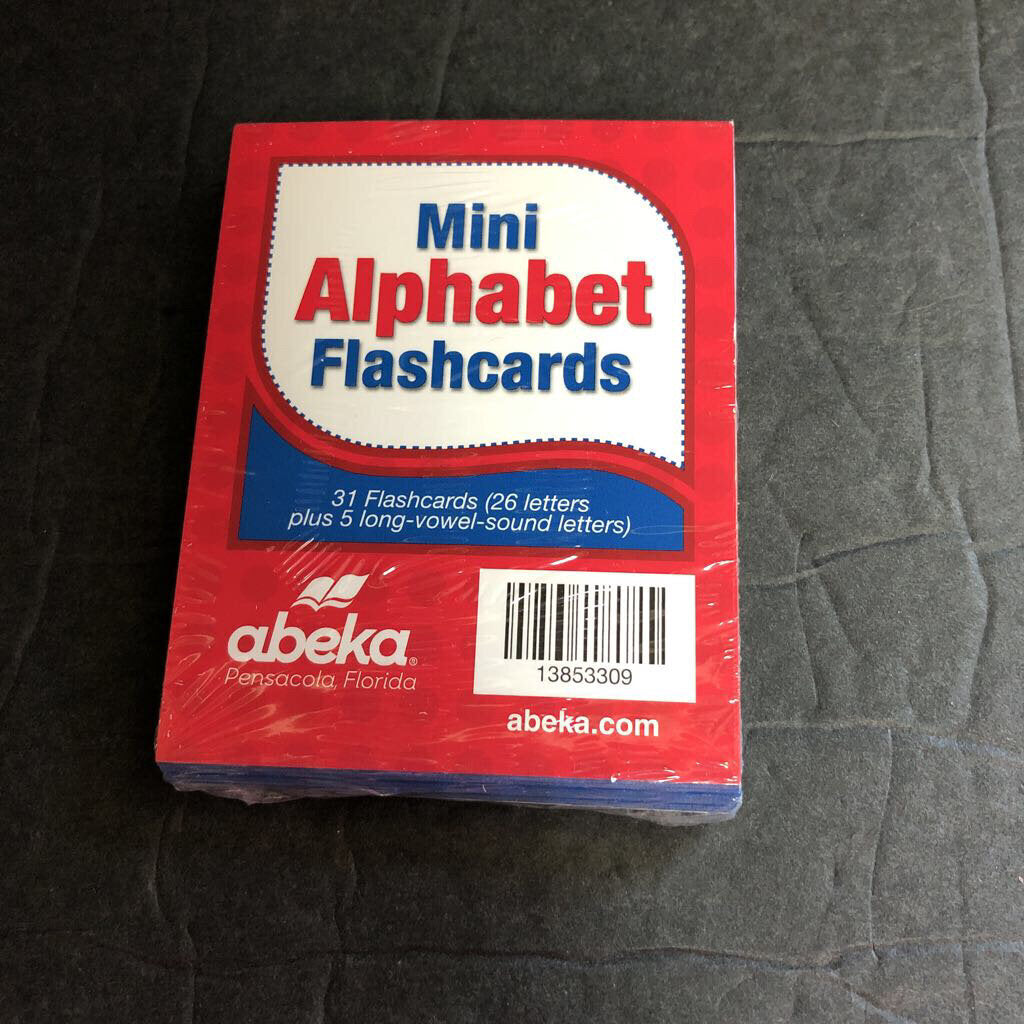 Mini
Alphabet
Flashcards
31 Flashcards (26 letters
plus 5 long-vowel-sound letters)
abeka®
Pensacola, Florida
13853309
abeka.com